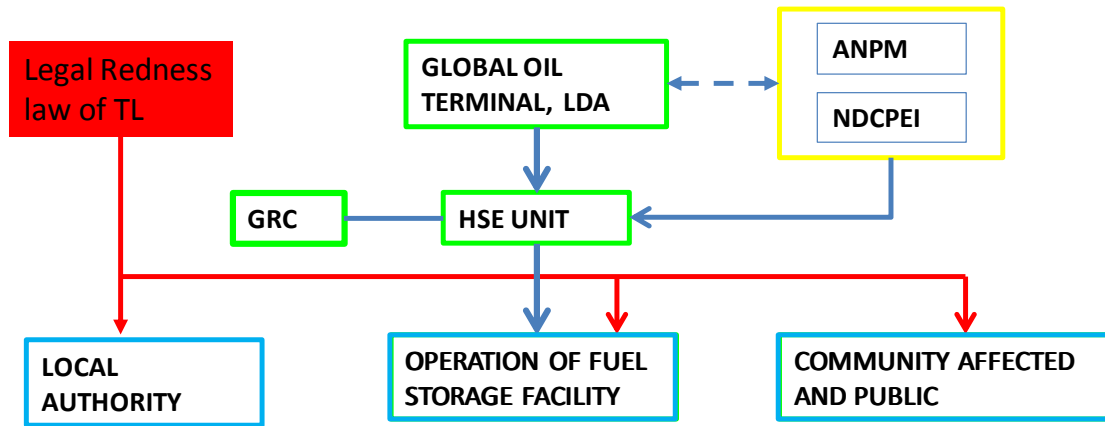 Legal Redness
law of TL
GLOBAL OIL
TERMINAL, LDA
ANPM
NDCPEI
GRC
HSE UNIT
LOCAL
AUTHORITY
OPERATION OF FUEL
STORAGE FACILITY
COMMUNITY AFFECTED
AND PUBLIC